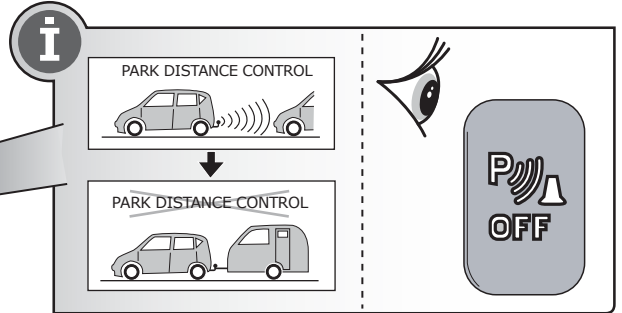 i
PARK DISTANCE CONTROL
PARK DISTANCE CONTROL
P
OFF